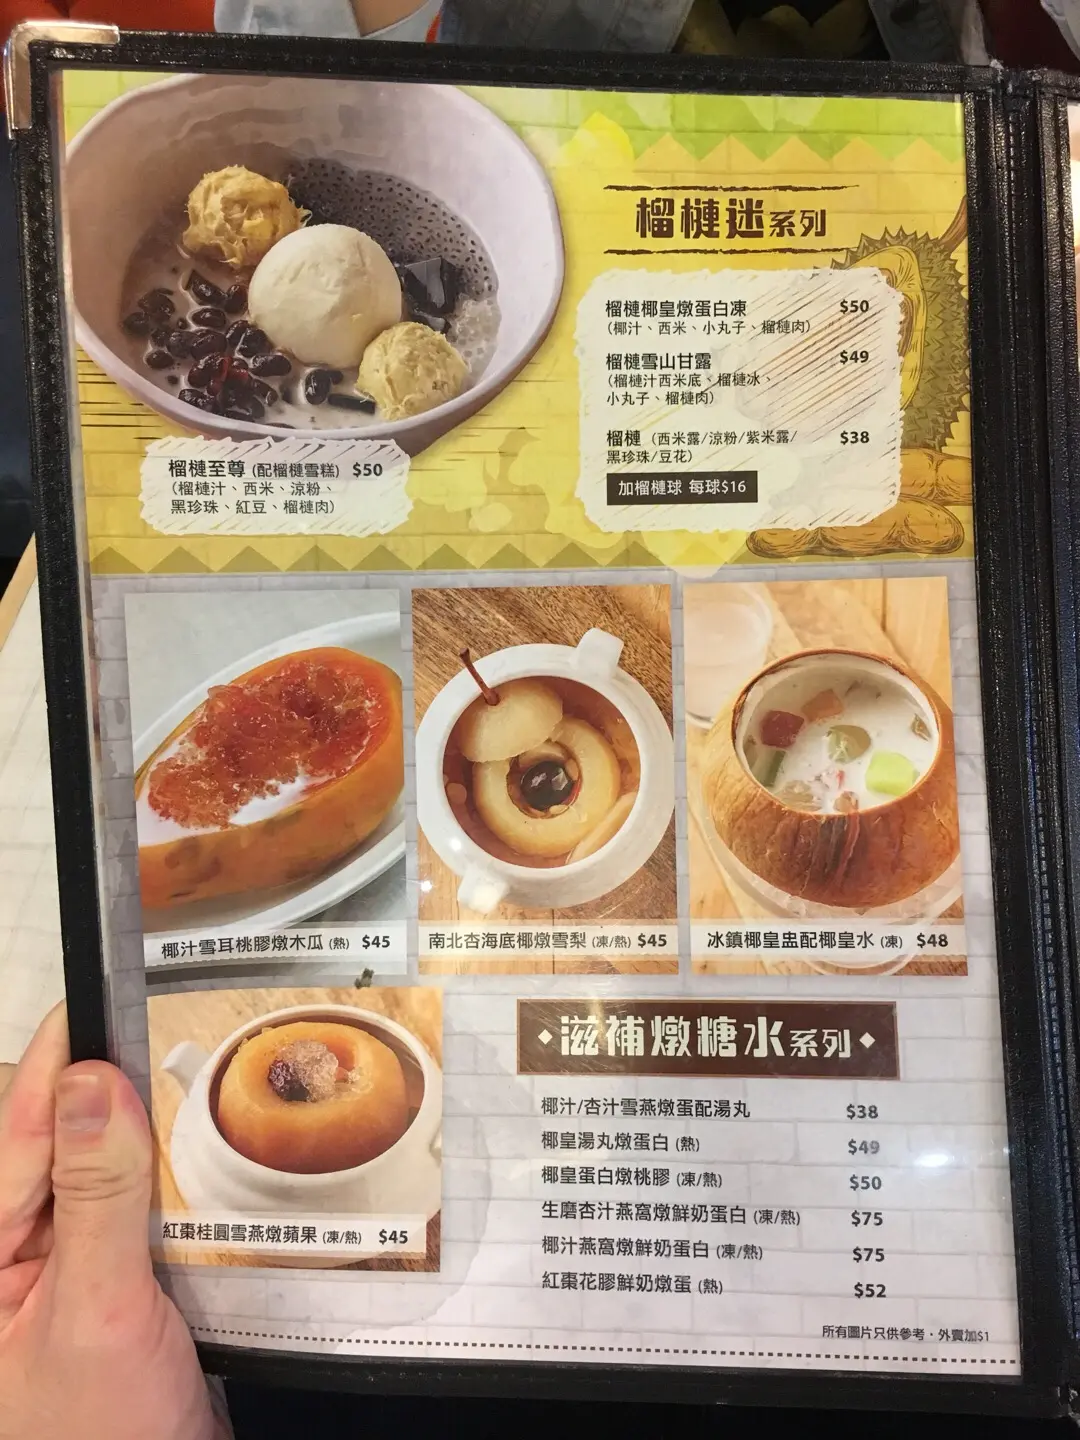 榴槤迷系列
榴槤椰皇燉蛋白凍 $50
（椰汁、西米、小丸子、榴槤肉）
榴槤雪山甘露 $49
（榴槤汁西米底、榴槤冰、
小丸子、榴槤肉）
榴槤（西米露/涼粉/紫米露/ $38
黑珍珠/豆花）
加榴槤球 每球$16
榴槤至尊 (配榴槤雪糕) $50
（榴槤汁、西米、涼粉、
黑珍珠、紅豆、榴槤肉）
椰汁雪耳桃膠燉木瓜 (熱) $45
南北杏海底椰燉雪梨 (凍/熱) $45
冰鎮椰皇盅配椰皇水 (凍) $48
紅棗桂圓雪燕燉蘋果 (凍/熱) $45
滋補燉糖水系列
椰汁/杏汁雪燕燉蛋配湯丸 $38
椰皇湯丸燉蛋白 (熱) $49
椰皇蛋白燉桃膠 (凍/熱) $50
生磨杏汁燕窩燉鮮奶蛋白 (凍/熱) $75
椰汁燕窩燉鮮奶蛋白 (凍/熱) $75
紅棗花膠鮮奶燉蛋 (熱) $52
所有圖片只供參考・外賣加$1